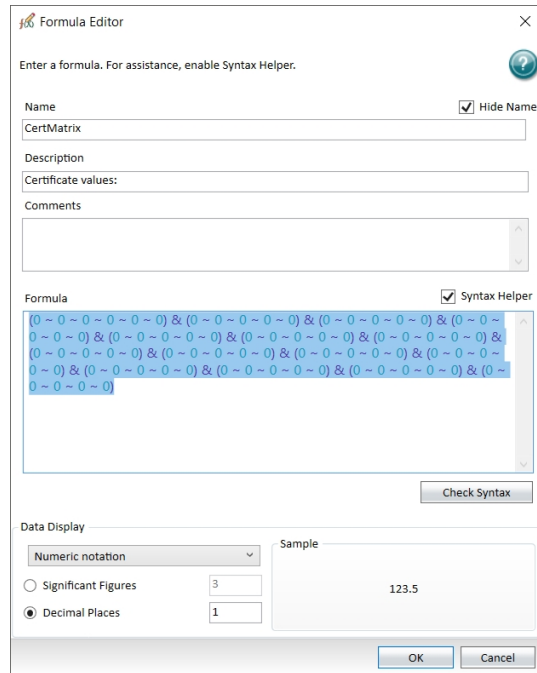 Formula Editor
Enter a formula. For assistance, enable Syntax Helper.
?
Name
Hide Name
CertMatrix
Description
Certificate values:
Comments
Formula
Syntax Helper
(0 ~ 0 ~ 0 ~ 0 ~ 0 ~ 0) & (0 ~ 0 ~ 0 ~ 0 ~ 0) & (0 ~ 0 ~ 0 ~ 0 ~ 0) & (0 ~ 0 ~
0 ~ 0 ~ 0) & (0 ~ 0 ~ 0 ~ 0 ~ 0) & (0 ~ 0 ~ 0 ~ 0 ~ 0) & (0 ~ 0 ~ 0 ~ 0 ~ 0) &
(0 ~ 0 ~ 0 ~ 0 ~ 0) & (0 ~ 0 ~ 0 ~ 0 ~ 0) & (0 ~ 0 ~ 0 ~ 0 ~ 0) & (0 ~ 0 ~ 0 ~
0 ~ 0) & (0 ~ 0 ~ 0 ~ 0 ~ 0) & (0 ~ 0 ~ 0 ~ 0 ~ 0) & (0 ~ 0 ~ 0 ~ 0 ~ 0) & (0 ~
0 ~ 0 ~ 0 ~ 0)
Check Syntax
Data Display
Numeric notation
Sample
Significant Figures
3
123.5
Decimal Places
1
OK
Cancel